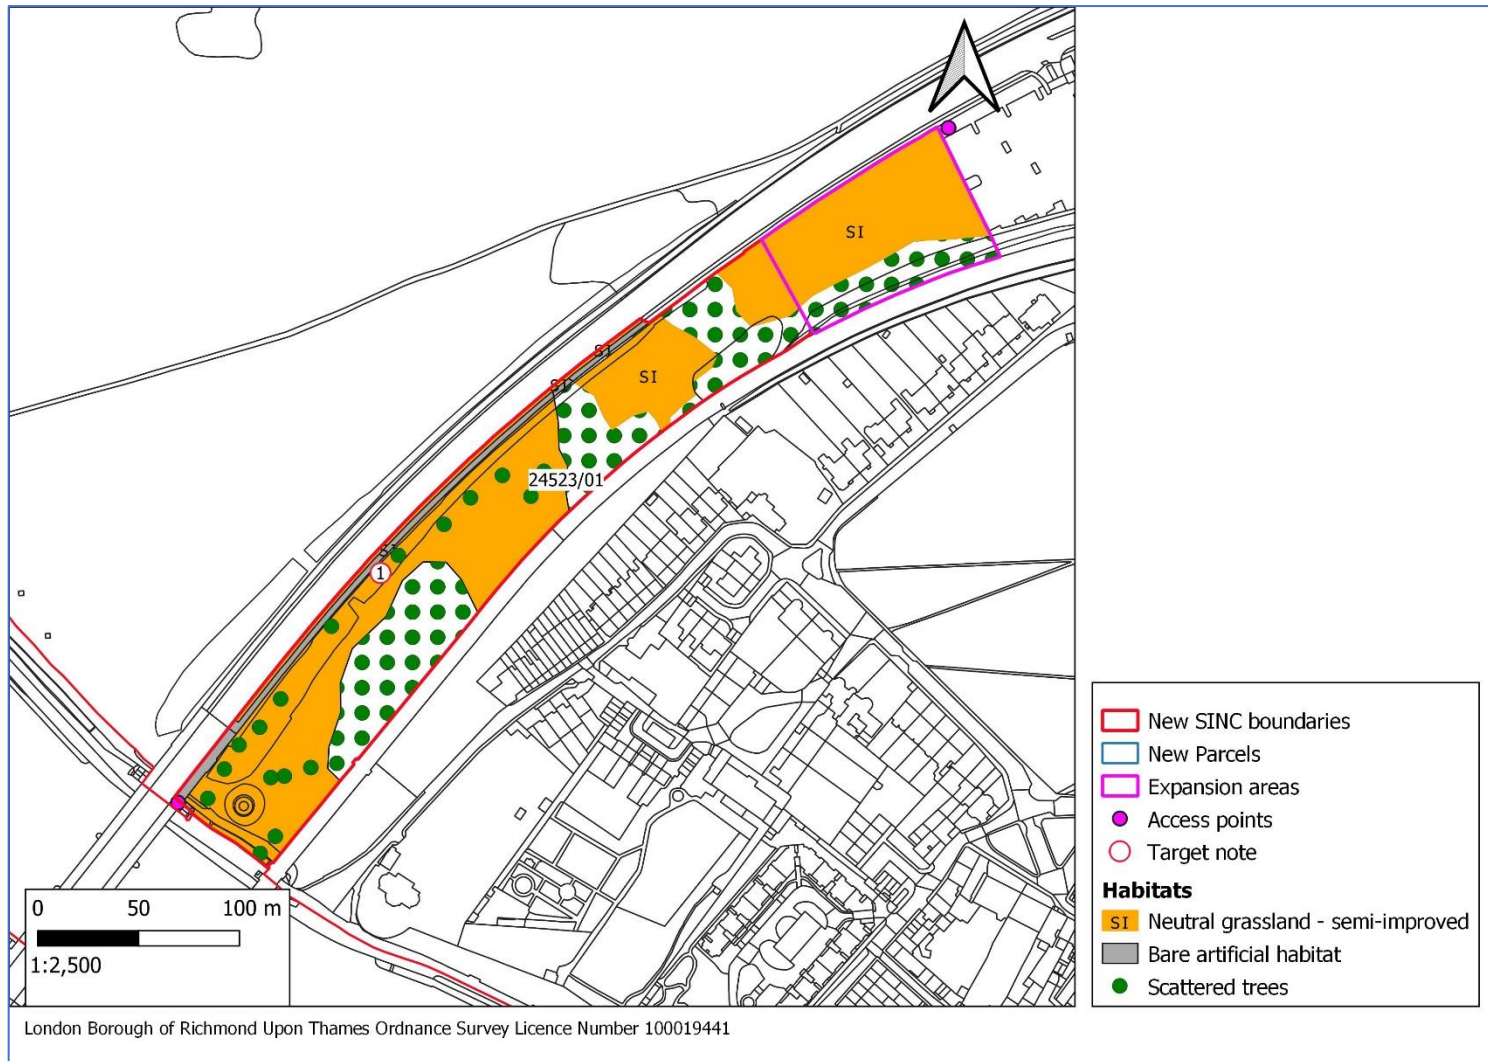 SI
SI
SI
SI
24523/01
SI
1
0 50 100 m
1:2,500
New SINC boundaries
New Parcels
Expansion areas
Access points
Target note
Habitats
SI Neutral grassland - semi-improved
Bare artificial habitat
Scattered trees
London Borough of Richmond Upon Thames Ordnance Survey Licence Number 100019441